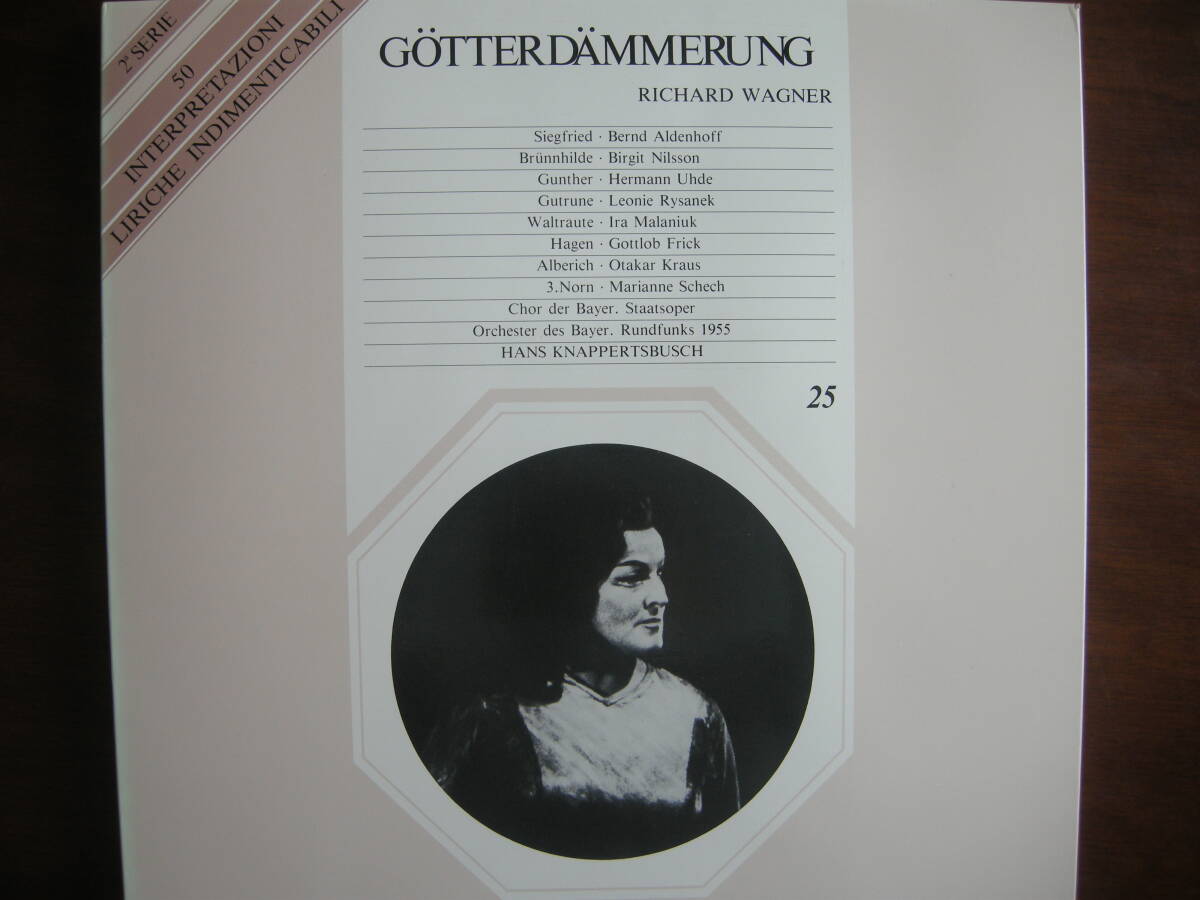 2ª SERIE
50
INTERPRETAZIONI
LIRICHE INDIMENTICABILI
GÖTTERDÄMMERUNG
RICHARD WAGNER
Siegfried · Bernd Aldenhoff
Brünnhilde · Birgit Nilsson
Gunther · Hermann Uhde
Gutrune · Leonie Rysanek
Waltraute · Ira Malaniuk
Hagen · Gottlob Frick
Alberich · Otakar Kraus
3.Norn · Marianne Schech
Chor der Bayer. Staatsoper
Orchester des Bayer. Rundfunks 1955
HANS KNAPPERTSBUSCH
25